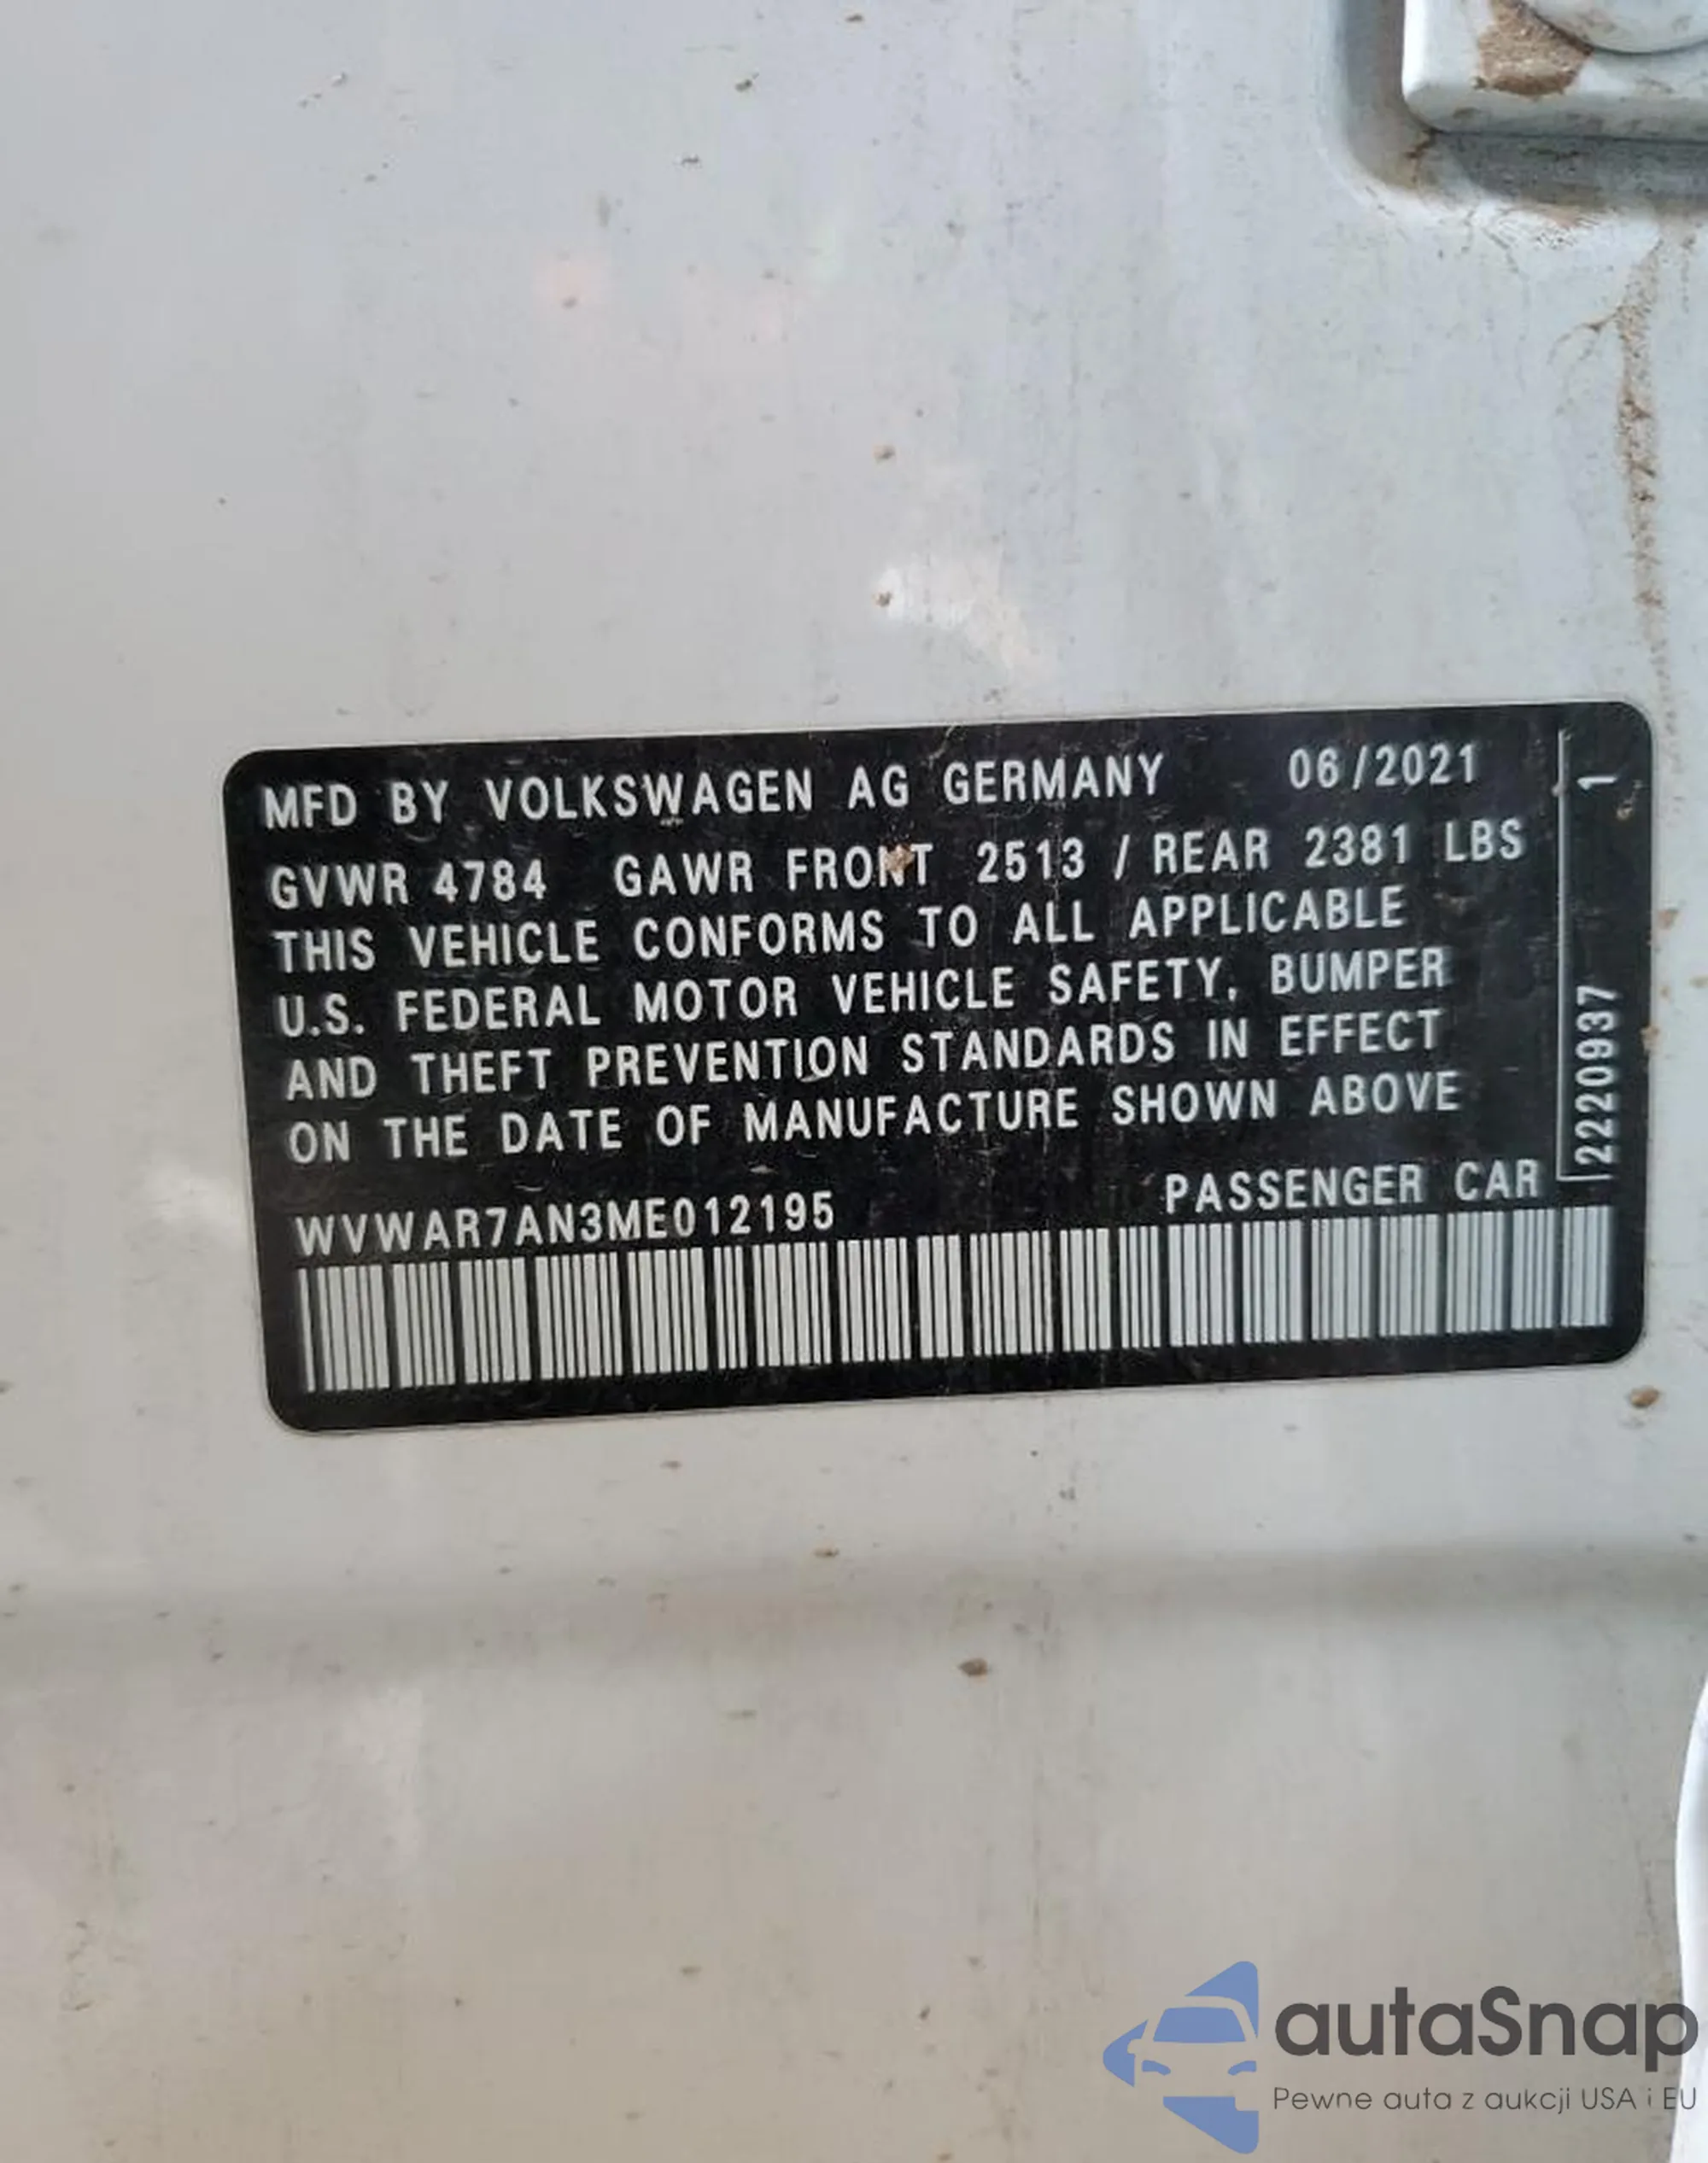 MFD BY VOLKSWAGEN AG GERMANY 06/2021
GVWR 4784 GAWR FRONT 2513 / REAR 2381 LBS
THIS VEHICLE CONFORMS TO ALL APPLICABLE
U.S. FEDERAL MOTOR VEHICLE SAFETY, BUMPER
AND THEFT PREVENTION STANDARDS IN EFFECT
ON THE DATE OF MANUFACTURE SHOWN ABOVE
PASSENGER CAR
WVWAR7AN3ME012195
2220937 1
autaSnap
Pewne auta z aukcji USA i EU